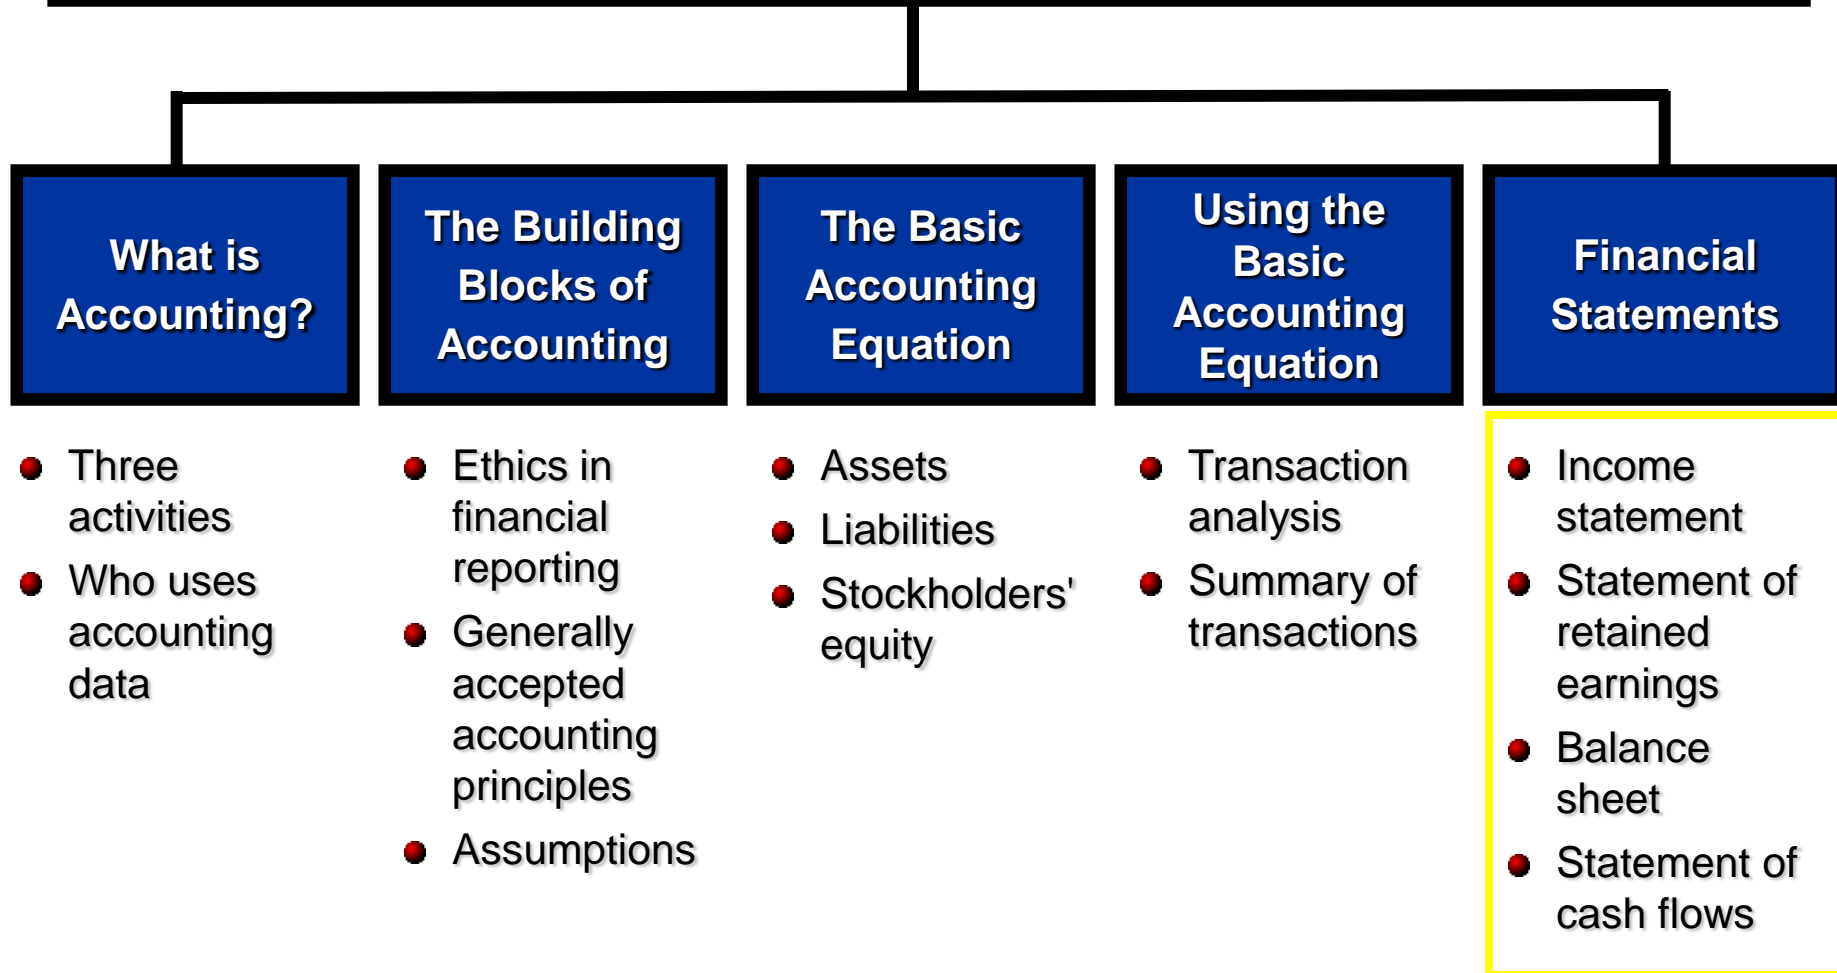 What is
Accounting?
The Building
Blocks of
Accounting
The Basic
Accounting
Equation
Using the
Basic
Accounting
Equation
Financial
Statements
Three
activities
Who uses
accounting
data
Ethics in
financial
reporting
Generally
accepted
accounting
principles
Assumptions
Assets
Liabilities
Stockholders'
equity
Transaction
analysis
Summary of
transactions
Income
statement
Statement of
retained
earnings
Balance
sheet
Statement of
cash flows